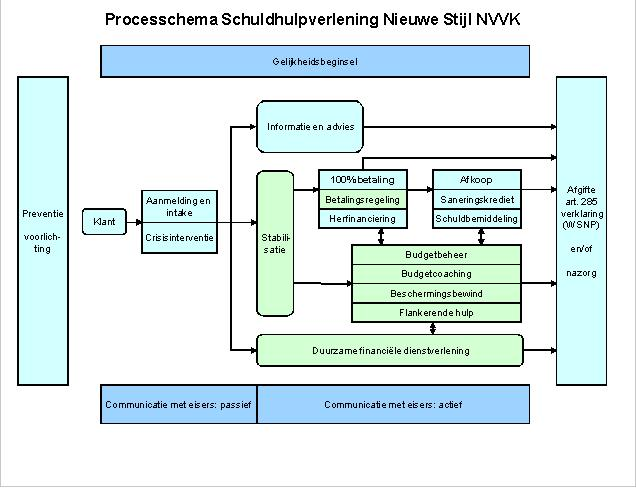 Processchema Schuldhulpverlening Nieuwe Stijl NVVK
Gelijkheidsbeginsel
Preventie
voorlich-
ting
Klant
Aanmelding en
intake
Crisisinterventie
Informatie en advies
Stabili-
satie
100% betaling
Betalingsregeling
Herfinanciering
Afkoop
Saneringskrediet
Schuldbemiddeling
Budgetbeheer
Budgetcoaching
Beschermingsbewind
Flankerende hulp
Duurzame financiële dienstverlening
Afgifte
art. 285
verklaring
(WSNP)
en/of
nazorg
Communicatie met eisers: passief
Communicatie met eisers: actief